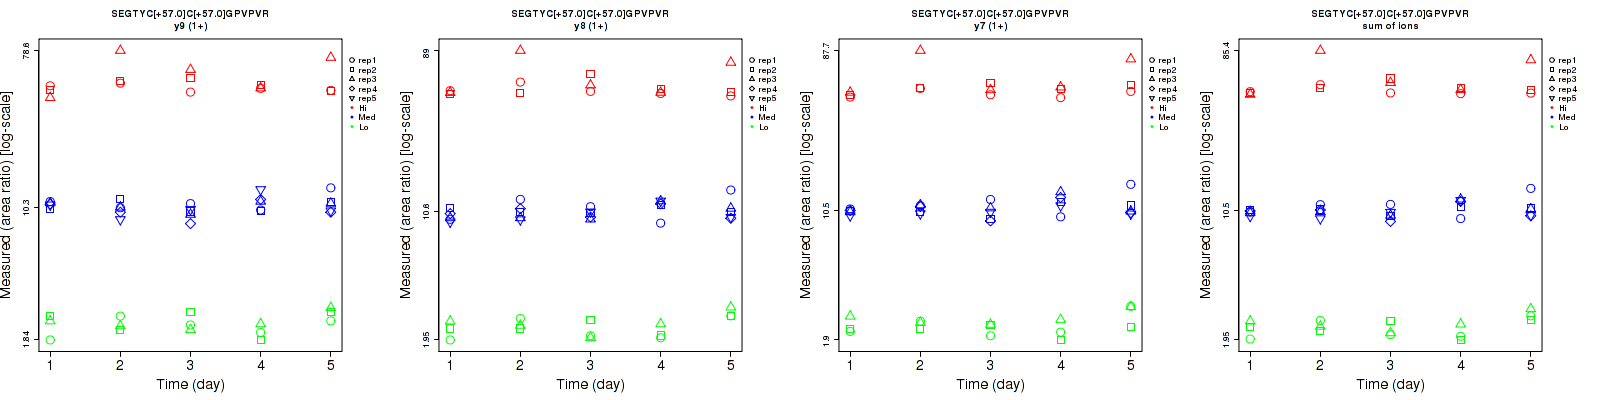 SEGTYC[+57.0]C[+57.0]GPVPVR
y9 (1+)
Measured (area ratio) [log-scale]
78.6
10.3
1.84
1 2 3 4 5
Time (day)
rep1
rep2
rep3
rep4
rep5
Hi
Med
Lo
SEGTYC[+57.0]C[+57.0]GPVPVR
y8 (1+)
Measured (area ratio) [log-scale]
89
10.6
1.95
1 2 3 4 5
Time (day)
rep1
rep2
rep3
rep4
rep5
Hi
Med
Lo
SEGTYC[+57.0]C[+57.0]GPVPVR
y7 (1+)
Measured (area ratio) [log-scale]
87.7
10.5
1.9
1 2 3 4 5
Time (day)
rep1
rep2
rep3
rep4
rep5
Hi
Med
Lo
SEGTYC[+57.0]C[+57.0]GPVPVR
sum of ions
Measured (area ratio) [log-scale]
85.4
10.5
1.95
1 2 3 4 5
Time (day)
rep1
rep2
rep3
rep4
rep5
Hi
Med
Lo